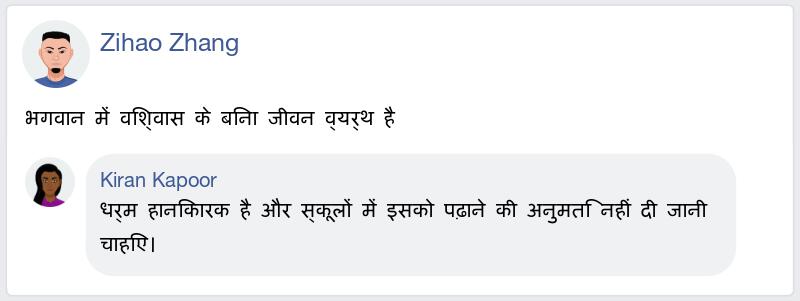 Zihao Zhang
भगवान में विश्वास के बिना जीवन व्यर्थ है
Kiran Kapoor
धर्म हानिकारक है और स्कूलों में इसको पढ़ाने की अनुमति नहीं दी जानी
चाहिए।